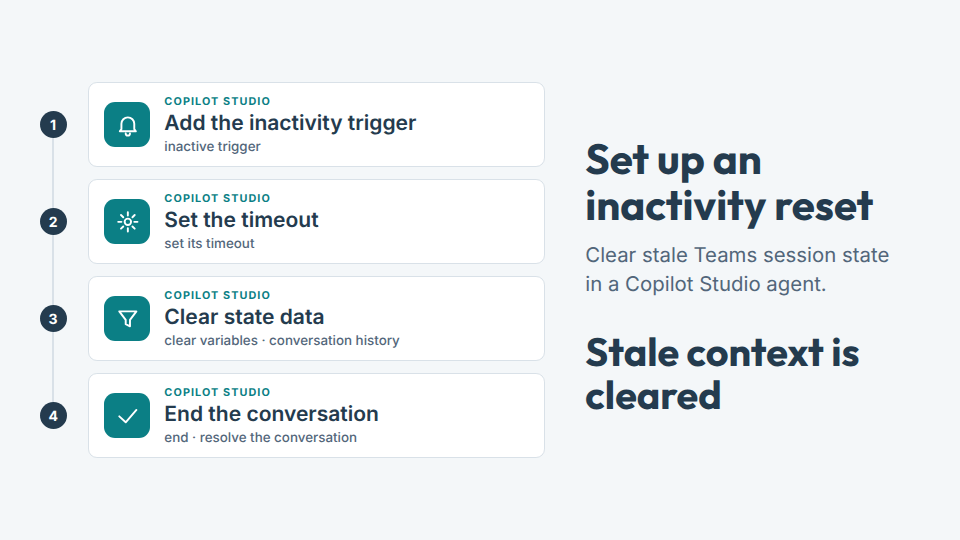 1
COPILOT STUDIO
Add the inactivity trigger
inactive trigger
2
COPILOT STUDIO
Set the timeout
set its timeout
3
COPILOT STUDIO
Clear state data
clear variables · conversation history
4
COPILOT STUDIO
End the conversation
end · resolve the conversation
Set up an
inactivity reset
Clear stale Teams session state
in a Copilot Studio agent.
Stale context is
cleared